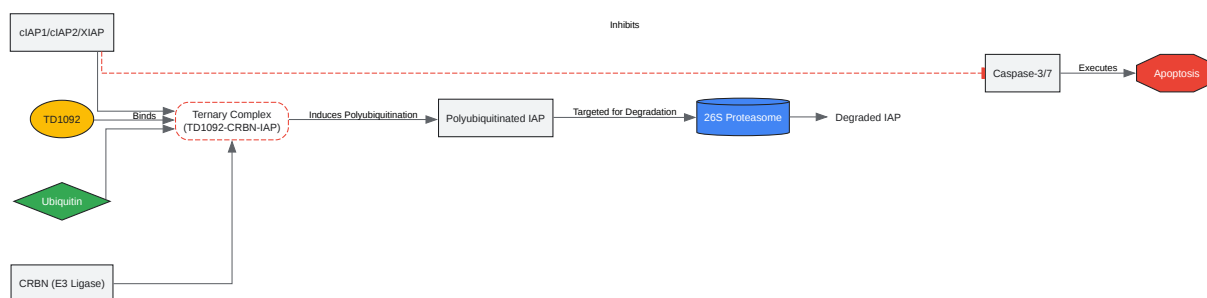 Inhibits
cIAP1/cIAP2/XIAP
Caspase-3/7
Executes
Apoptosis
TD1092
Binds
Ternary Complex
(TD1092-CRBN-IAP)
Induces Polyubiquitination
Polyubiquitinated IAP
Targeted for Degradation
26S Proteasome
Degraded IAP
Ubiquitin
CRBN (E3 Ligase)